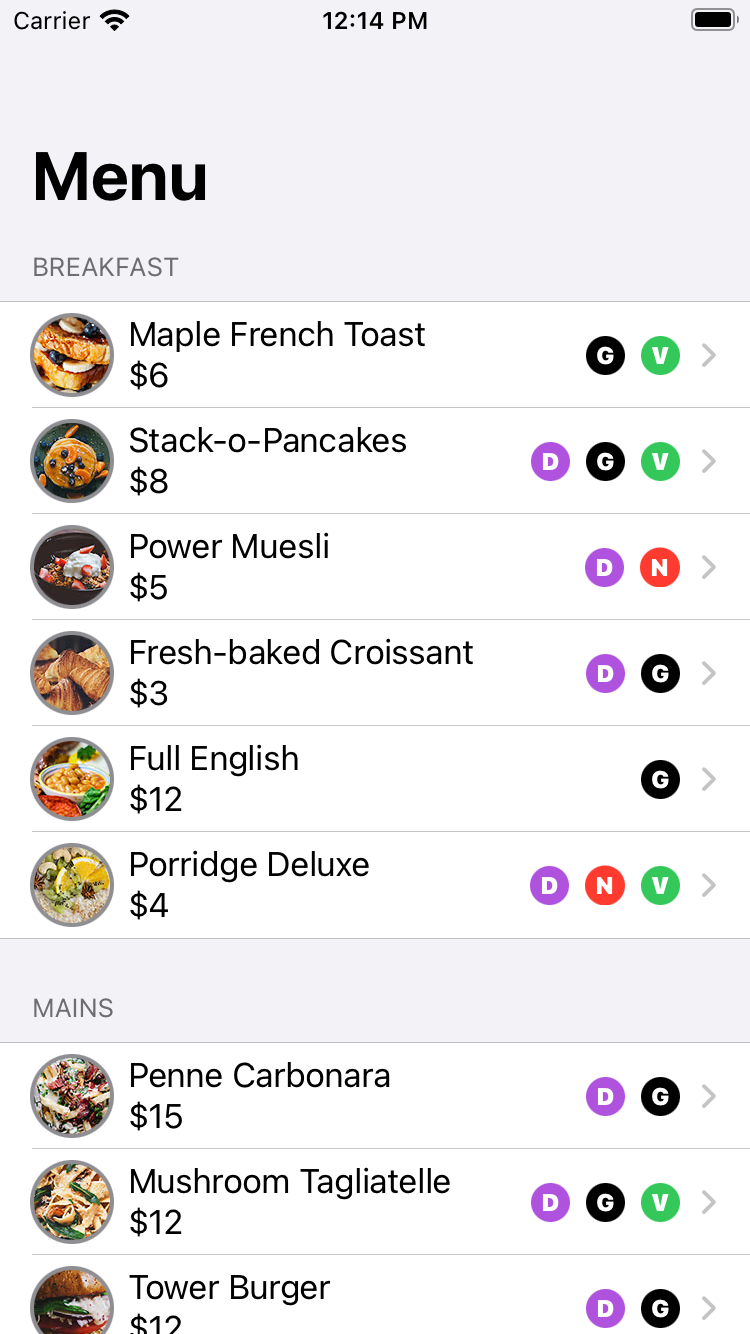 Carrier 12:14 PM
Menu
BREAKFAST
Maple French Toast
$6
G V
Stack-o-Pancakes
$8
D G V
Power Muesli
$5
D N
Fresh-baked Croissant
$3
D G
Full English
$12
G
Porridge Deluxe
$4
D N V
MAINS
Penne Carbonara
$15
D G
Mushroom Tagliatelle
$12
D G V
Tower Burger
$12
D G